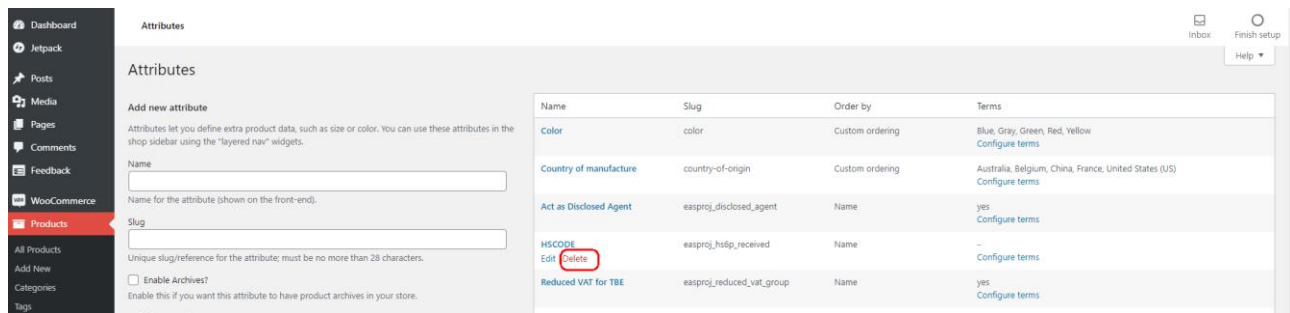 Dashboard
Jetpack
Posts
Media
Pages
Comments
Feedback
WooCommerce
Products
All Products
Add New
Categories
Tags
Attributes
Inbox
Finish setup
Help
Attributes
Add new attribute
Attributes let you define extra product data, such as size or color. You can use these attributes in the
shop sidebar using the "layered nav" widgets.
Name
Name for the attribute (shown on the front-end).
Slug
Unique slug/reference for the attribute; must be no more than 28 characters.
Enable Archives?
Enable this if you want this attribute to have product archives in your store.
Name Slug Order by Terms
Color color Custom ordering Blue, Gray, Green, Red, Yellow
Configure terms
Country of manufacture country-of-origin Custom ordering Australia, Belgium, China, France, United States (US)
Configure terms
Act as Disclosed Agent easproj_disclosed_agent Name yes
Configure terms
HSCODE easproj_hs6p_received Name –
Edit | Delete Configure terms
Reduced VAT for TBE easproj_reduced_vat_group Name yes
Configure terms